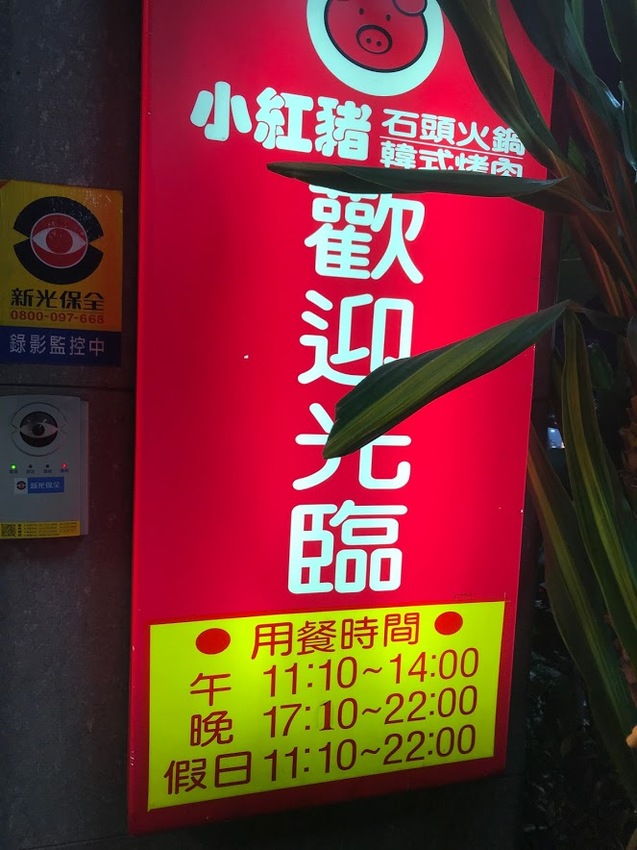 小紅豬
石頭火鍋
韓式烤肉
歡迎光臨
新光保全
0800-097-668
錄影監控中
新光保全
用餐時間
午 11:10~14:00
晚 17:10~22:00
假日 11:10~22:00